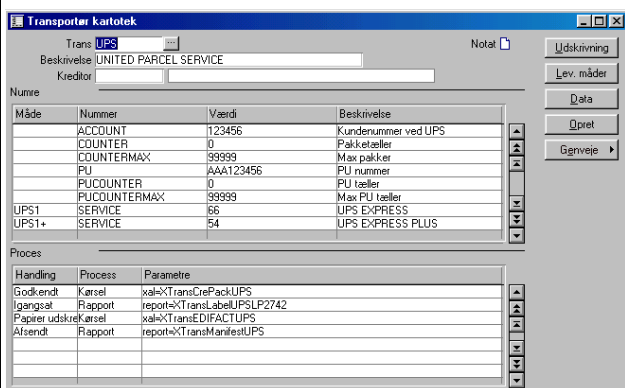 Transportør kartotek
Trans UPS
Notat
Beskrivelse UNITED PARCEL SERVICE
Kreditor
Udskrivning
Lev. måder
Data
Opret
Genveje
Numre
Måde Nummer Værdi Beskrivelse
ACCOUNT 123456 Kundenummer ved UPS
COUNTER 0 Pakketæller
COUNTERMAX 99999 Max pakker
PU AAA123456 PU nummer
PUCOUNTER 0 PU tæller
PUCOUNTERMAX 99999 Max PU tæller
UPS1 SERVICE 66 UPS EXPRESS
UPS1+ SERVICE 54 UPS EXPRESS PLUS
Proces
Handling Process Parametre
Godkendt Kørsel xal=XTransCrePackUPS
Igangsat Rapport report=XTransLabelUPSLP2742
Papirer udskre Kørsel xal=XTransEDIFACTUPS
Afsendt Rapport report=XTransManifestUPS